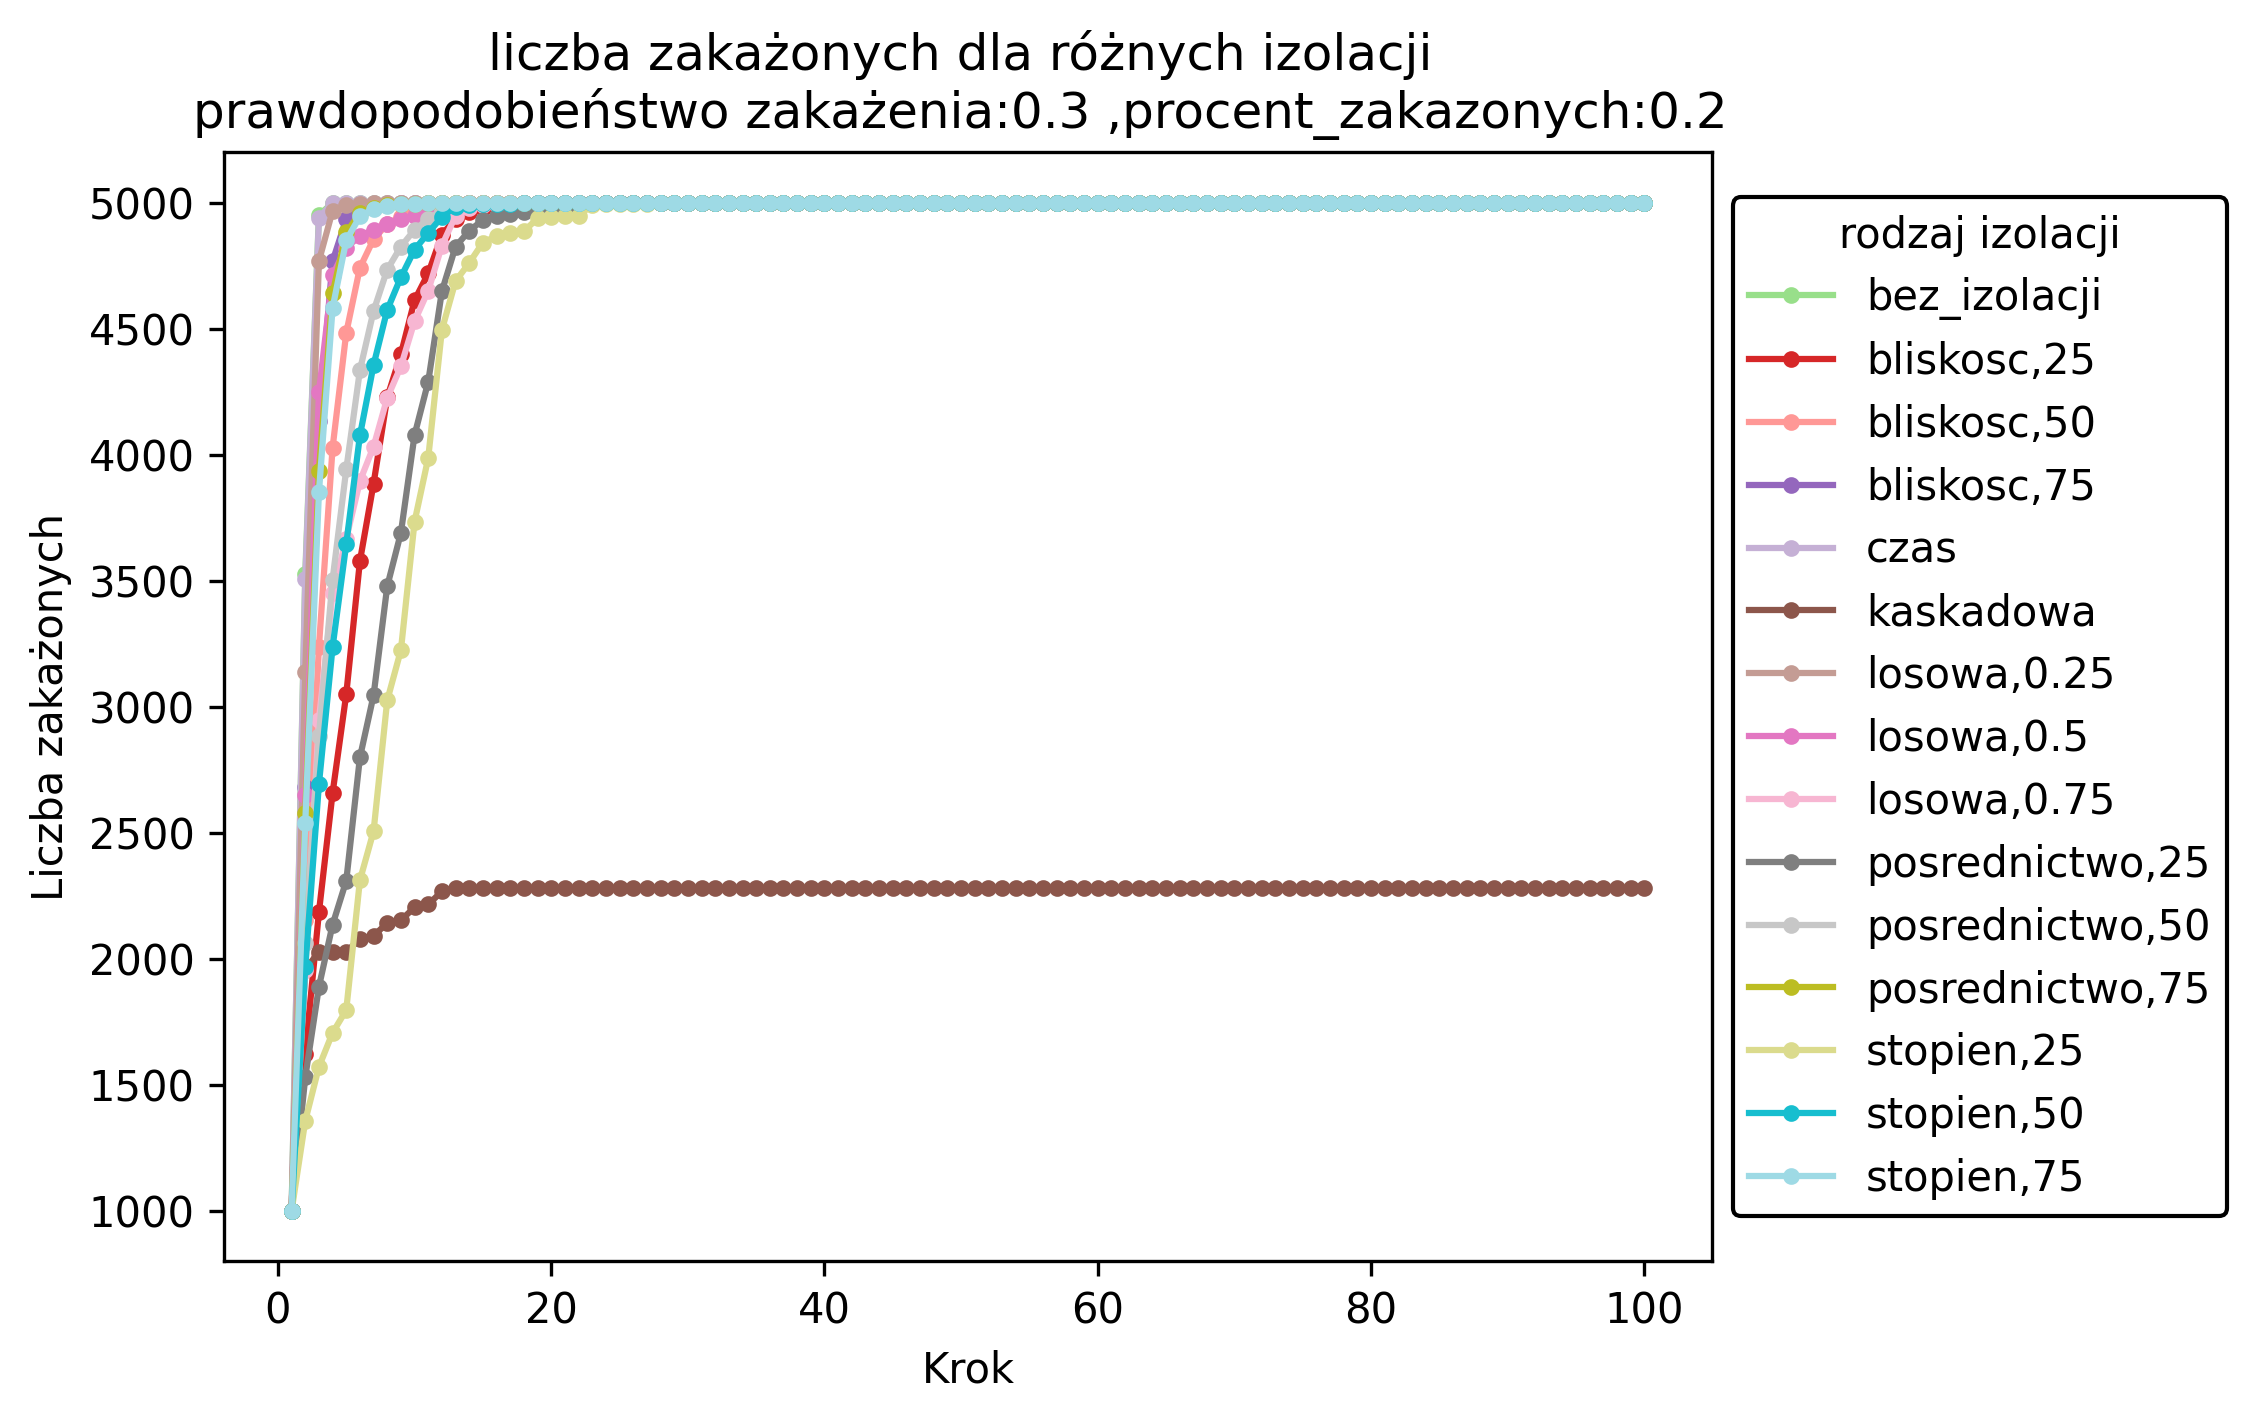 liczba zakażonych dla różnych izolacji
prawdopodobieństwo zakażenia:0.3 ,procent_zakazonych:0.2
Liczba zakażonych
5000
4500
4000
3500
3000
2500
2000
1500
1000
0
20
40
60
80
100
Krok
rodzaj izolacji
bez_izolacji
bliskosc,25
bliskosc,50
bliskosc,75
czas
kaskadowa
losowa,0.25
losowa,0.5
losowa,0.75
posrednictwo,25
posrednictwo,50
posrednictwo,75
stopien,25
stopien,50
stopien,75